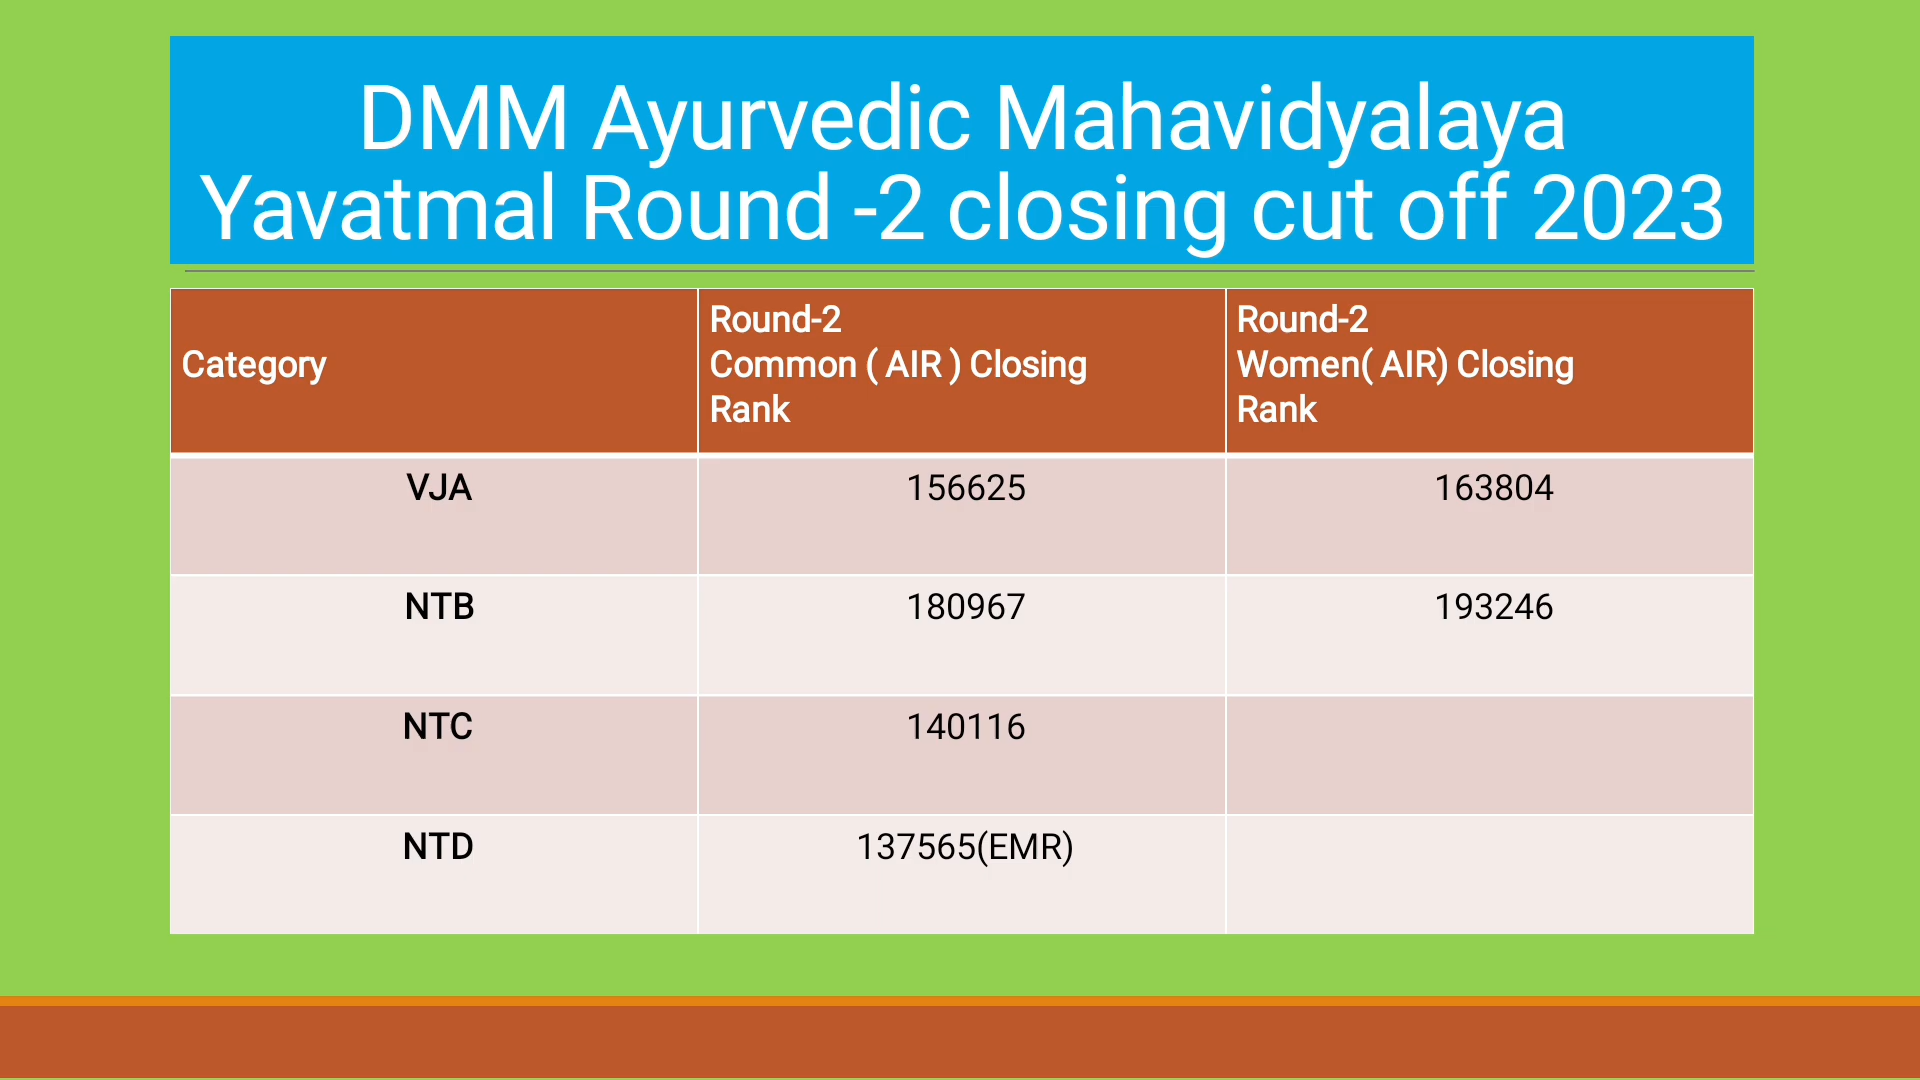 DMM Ayurvedic Mahavidyalaya
Yavatmal Round -2 closing cut off 2023
Category
Round-2
Common ( AIR ) Closing
Rank
Round-2
Women( AIR) Closing
Rank
VJA 156625 163804
NTB 180967 193246
NTC 140116
NTD 137565(EMR)